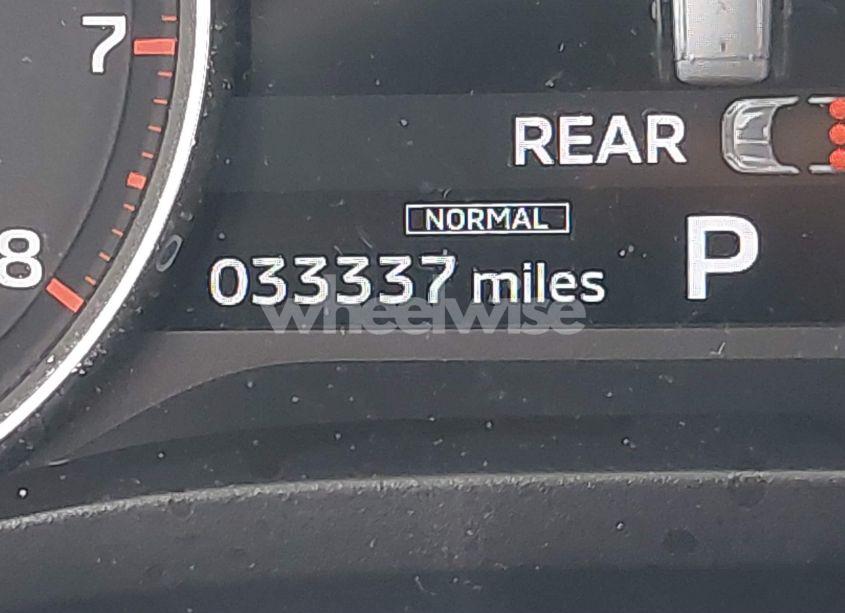 7
REAR
NORMAL
P
8
033337 miles
wheelwise